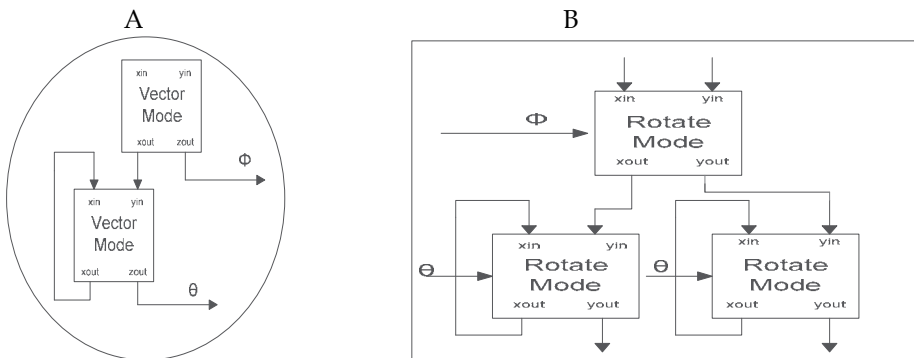 A
xin yin
Vector
Mode
xout zout
Φ
xin yin
Vector
Mode
xout zout
θ
B
xin yin
Φ
Rotate
Mode
xout yout
xin yin
Θ
Rotate
Mode
xout yout
xin yin
Θ
Rotate
Mode
xout yout